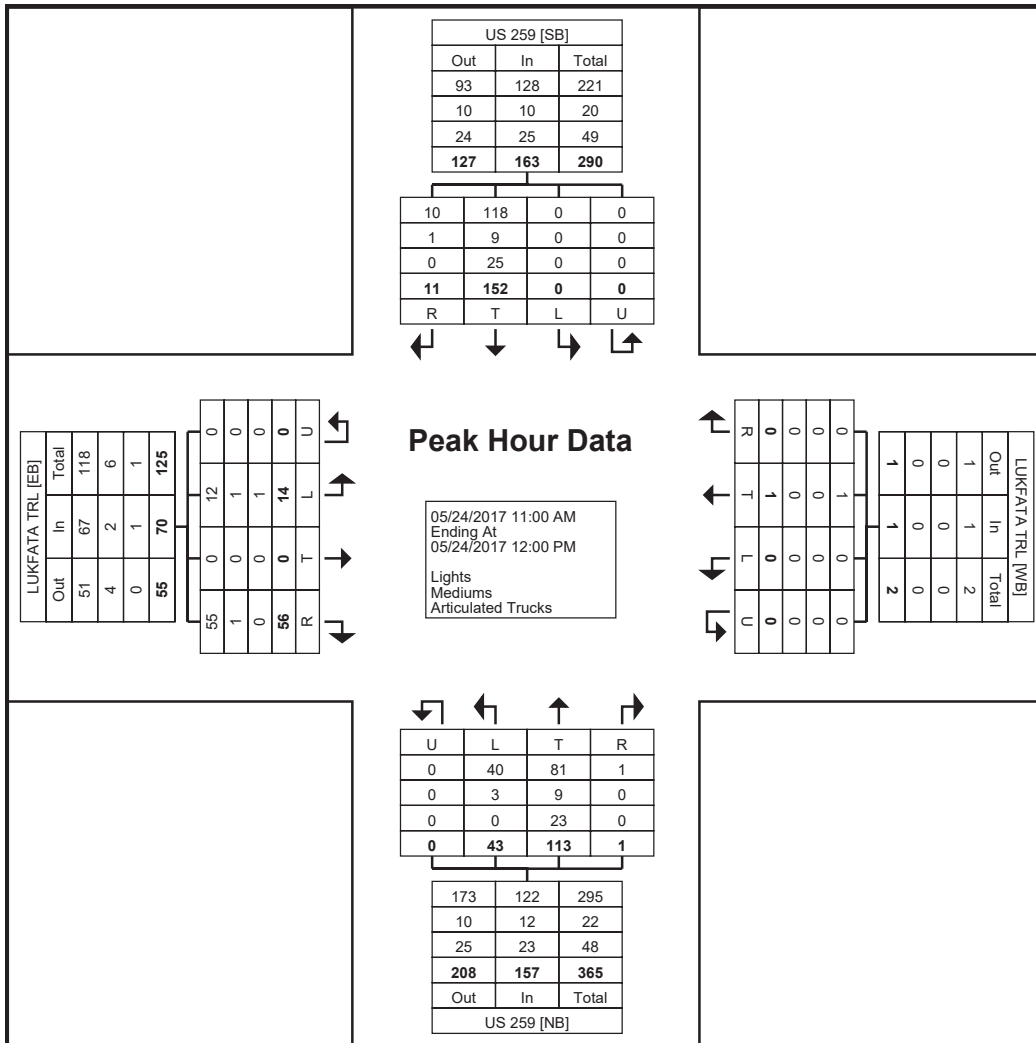 US 259 [SB]
Out In Total
93 128 221
10 10 20
24 25 49
127 163 290
10 118 0 0
1 9 0 0
0 25 0 0
11 152 0 0
R T L U
LUKFATA TRL [EB]
Total In Out
118 67 51
6 2 4
1 1 0
125 70 55
0 12 0 55
0 1 0 1
0 1 0 0
0 14 0 56
U L T R
Peak Hour Data
05/24/2017 11:00 AM
Ending At
05/24/2017 12:00 PM
Lights
Mediums
Articulated Trucks
R T L U
0 1 0 0
0 0 0 0
0 0 0 0
0 1 0 0
LUKFATA TRL [WB]
Out In Total
1 1 2
0 0 0
0 0 0
1 1 2
U L T R
0 40 81 1
0 3 9 0
0 0 23 0
0 43 113 1
173 122 295
10 12 22
25 23 48
208 157 365
Out In Total
US 259 [NB]